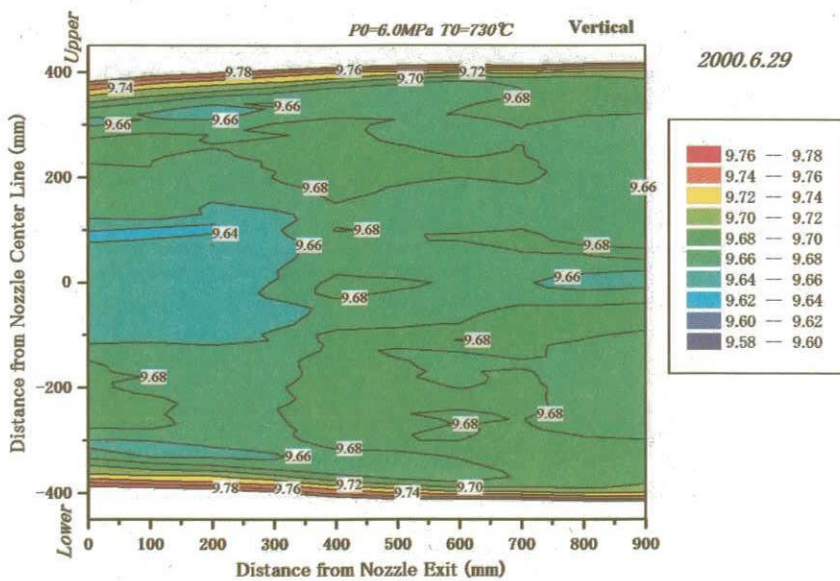 P0=6.0MPa T0=730℃ Vertical
2000.6.29
Upper
Distance from Nozzle Center Line (mm)
Lower
400
200
0
-200
-400
9.74
9.78
9.76
9.70
9.72
9.68
9.66
9.66
9.66
9.68
9.66
9.64
9.66
9.68
9.68
9.66
9.68
9.68
9.68
9.68
9.68
9.66
9.68
9.78
9.76
9.72
9.74
9.70
0 100 200 300 400 500 600 700 800 900
Distance from Nozzle Exit (mm)
9.76 — 9.78
9.74 — 9.76
9.72 — 9.74
9.70 — 9.72
9.68 — 9.70
9.66 — 9.68
9.64 — 9.66
9.62 — 9.64
9.60 — 9.62
9.58 — 9.60